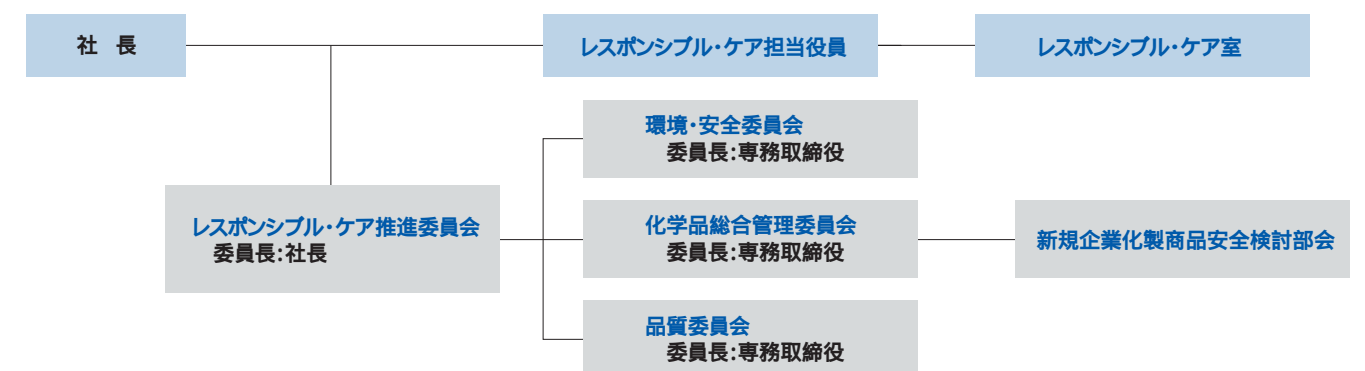 社 長
レスポンシブル・ケア担当役員
レスポンシブル・ケア室
環境・安全委員会
委員長:専務取締役
レスポンシブル・ケア推進委員会
委員長:社長
化学品総合管理委員会
委員長:専務取締役
新規企業化製商品安全検討部会
品質委員会
委員長:専務取締役